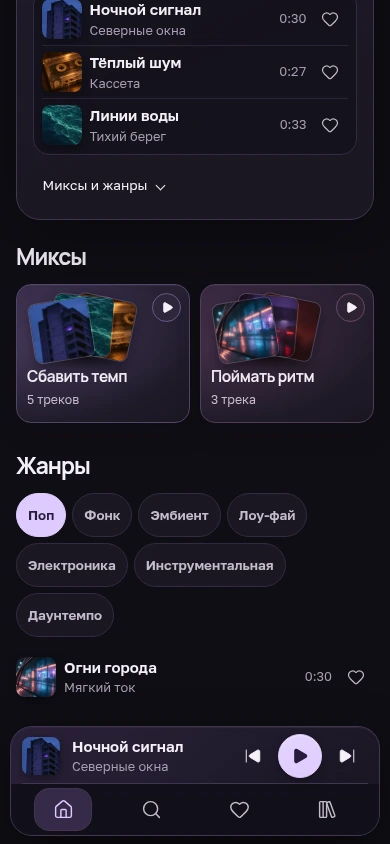 Ночной сигнал
0:30
Северные окна
Тёплый шум
0:27
Кассета
Линии воды
0:33
Тихий берег
Миксы и жанры
Миксы
Сбавить темп
5 треков
Поймать ритм
3 трека
Жанры
Поп
Фонк
Эмбиент
Лоу-фай
Электроника
Инструментальная
Даунтемпо
Огни города
0:30
Мягкий ток
Ночной сигнал
Северные окна